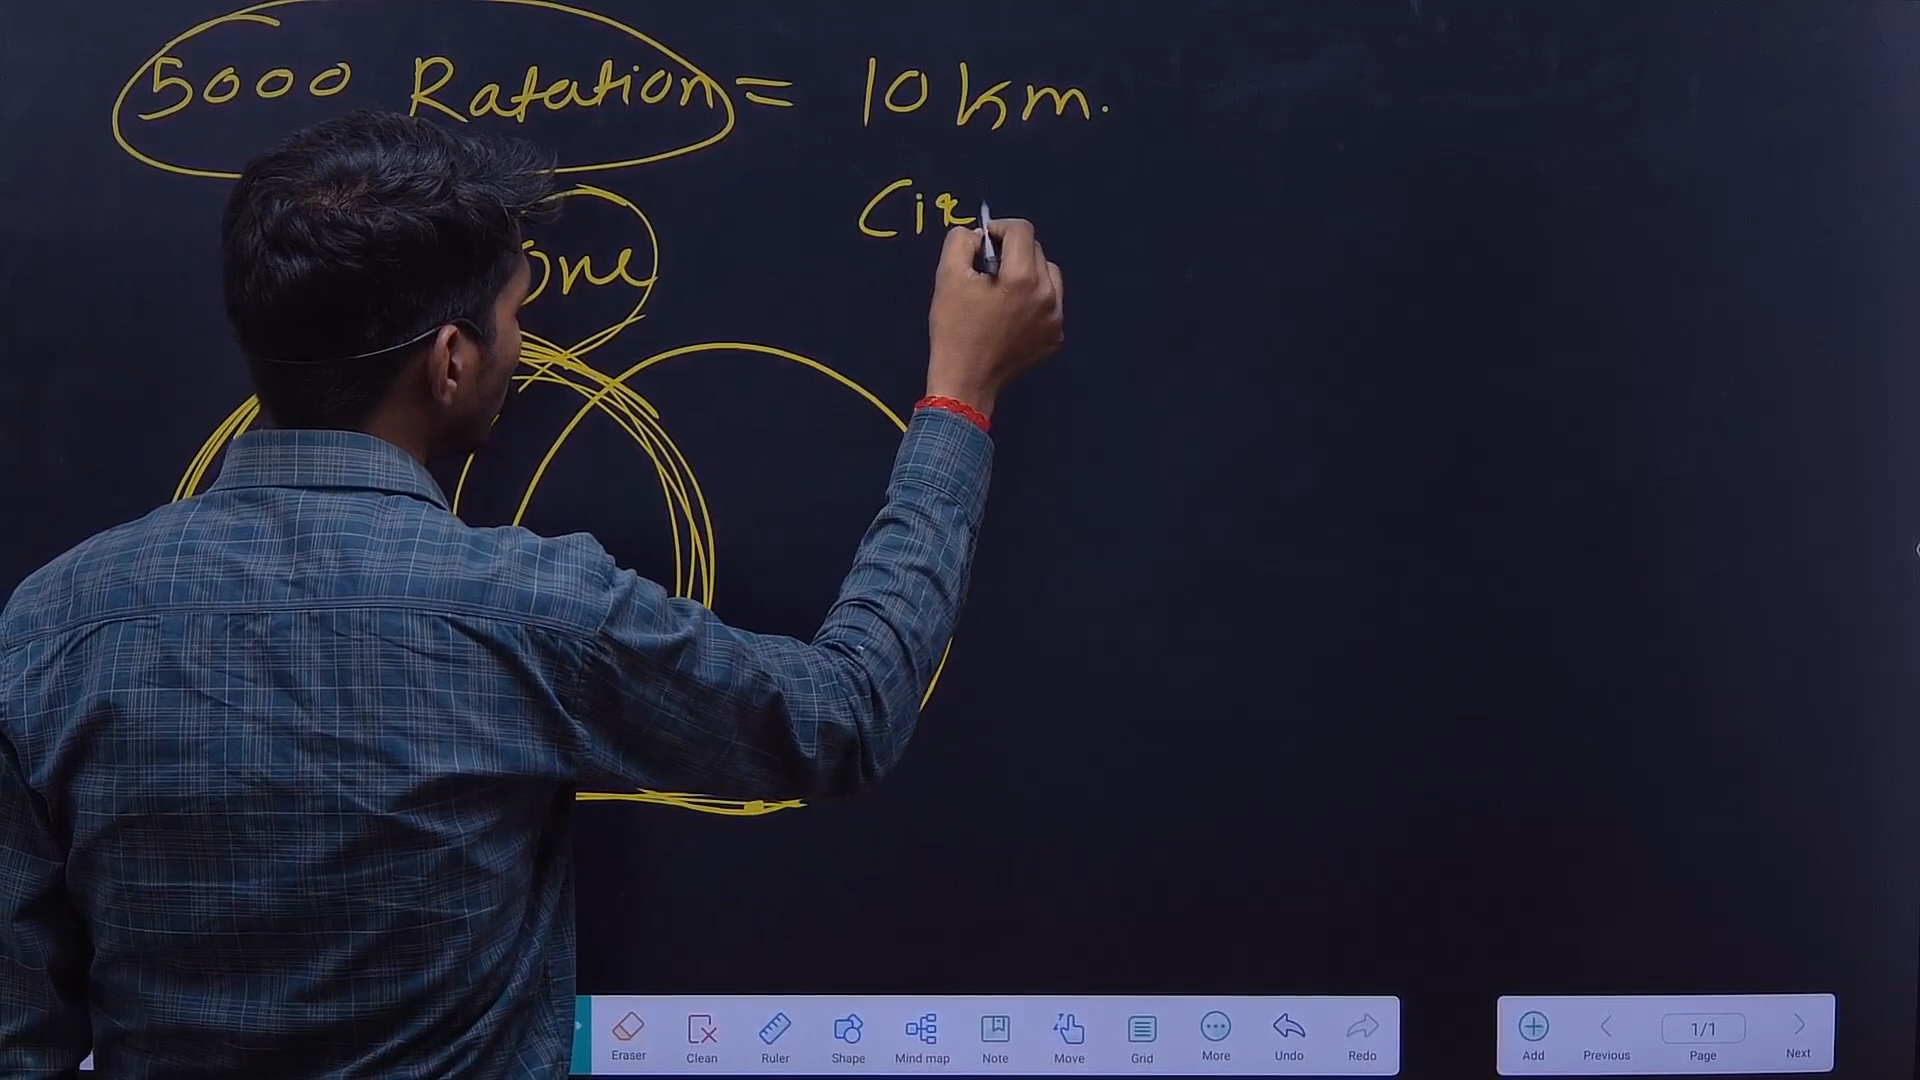 5000 Ratation = 10 km.
Cir
one
Eraser Clean Ruler Shape Mind map Note Move Grid More Undo Redo
Add Previous 1/1 Page Next